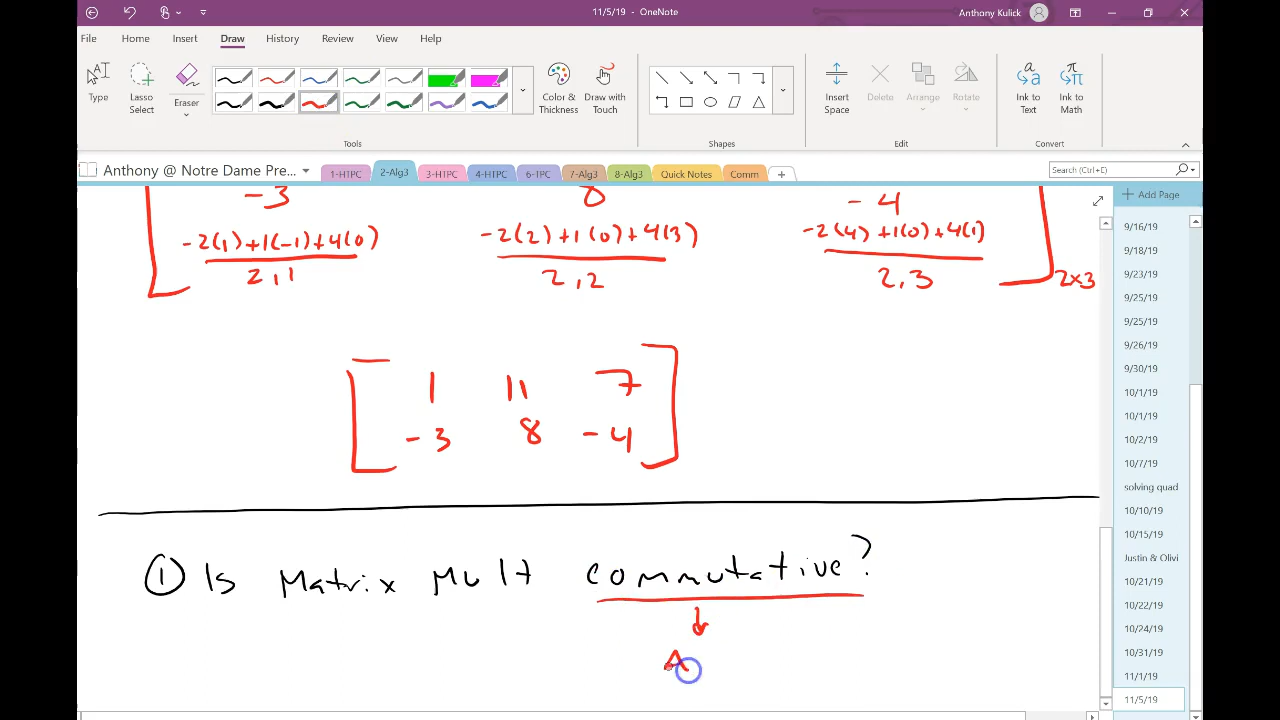 11/5/19 - OneNote
Anthony Kulick
File Home Insert Draw History Review View Help
Type
Lasso Select
Eraser
Color & Thickness
Draw with Touch
Insert Space
Delete
Arrange
Rotate
Ink to Text
Ink to Math
Tools
Shapes
Edit
Convert
Anthony @ Notre Dame Pre...
1-HTPC 2-Alg3 3-HTPC 4-HTPC 6-TPC 7-Alg3 8-Alg3 Quick Notes Comm +
Search (Ctrl+E)
Add Page
9/16/19
9/18/19
9/23/19
9/25/19
9/25/19
9/26/19
9/30/19
10/1/19
10/1/19
10/2/19
10/7/19
solving quad
10/10/19
10/15/19
Justin & Olivi
10/21/19
10/22/19
10/24/19
10/31/19
11/1/19
11/5/19
-3 8 -4
-2(1)+1(-1)+4(0) -2(2)+1(0)+4(3) -2(4)+1(0)+4(1)
2,1 2,2 2,3
2x3
1 11 7
-3 8 -4
① Is Matrix Mult commutative?
A